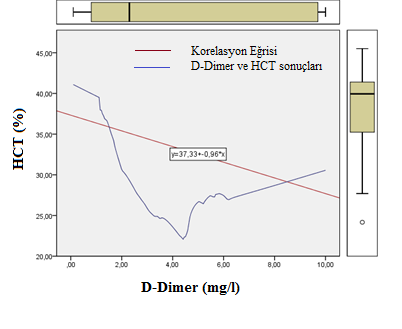 Korelasyon Eğrisi
D-Dimer ve HCT sonuçları
y=37,33+-0,96*x
HCT (%)
45,00
40,00
35,00
30,00
25,00
20,00
,00
2,00
4,00
6,00
8,00
10,00
D-Dimer (mg/l)